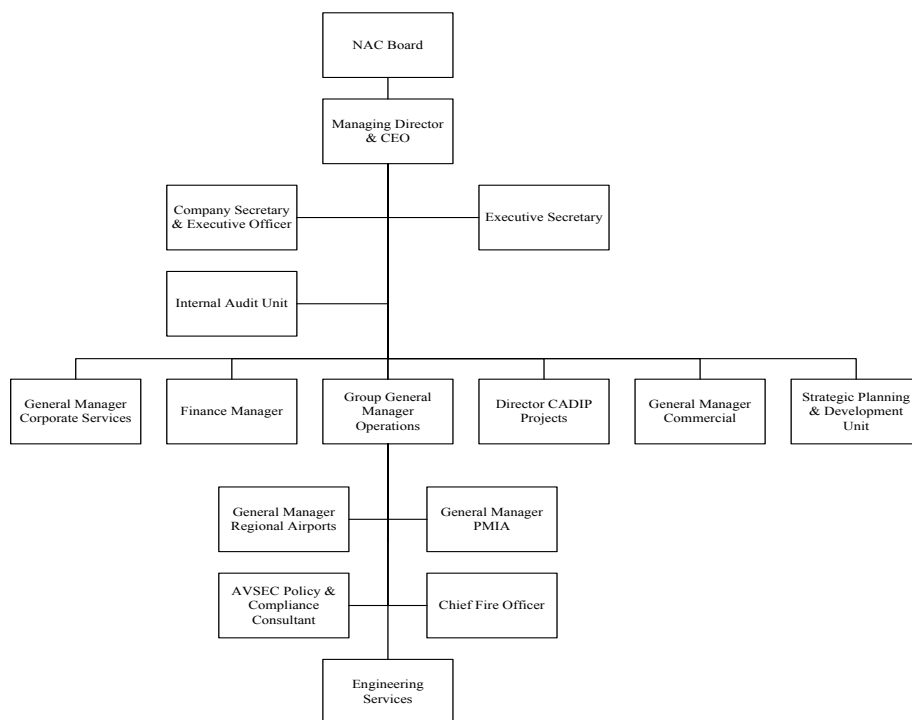 NAC Board
Managing Director
& CEO
Company Secretary
& Executive Officer
Executive Secretary
Internal Audit Unit
General Manager
Corporate Services
Finance Manager
Group General
Manager
Operations
Director CADIP
Projects
General Manager
Commercial
Strategic Planning
& Development
Unit
General Manager
Regional Airports
General Manager
PMIA
AVSEC Policy &
Compliance
Consultant
Chief Fire Officer
Engineering
Services